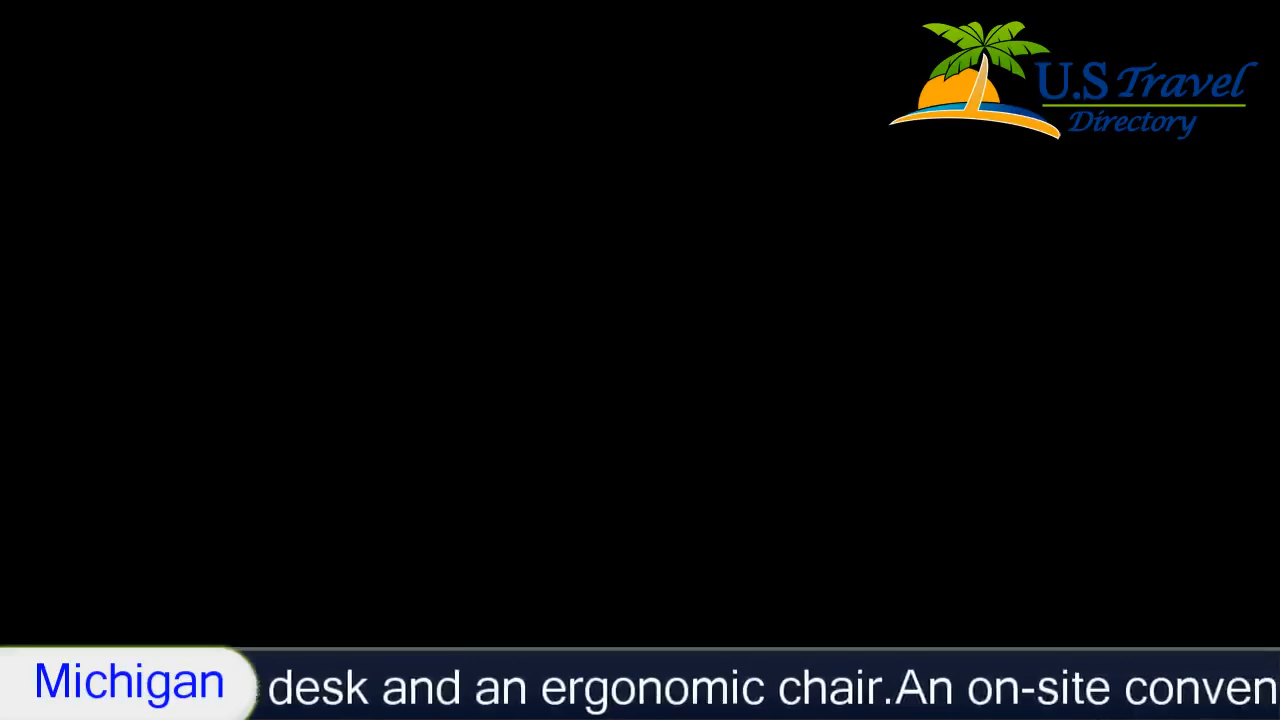 U.S Travel
Directory
Michigan
desk and an ergonomic chair.An on-site conven